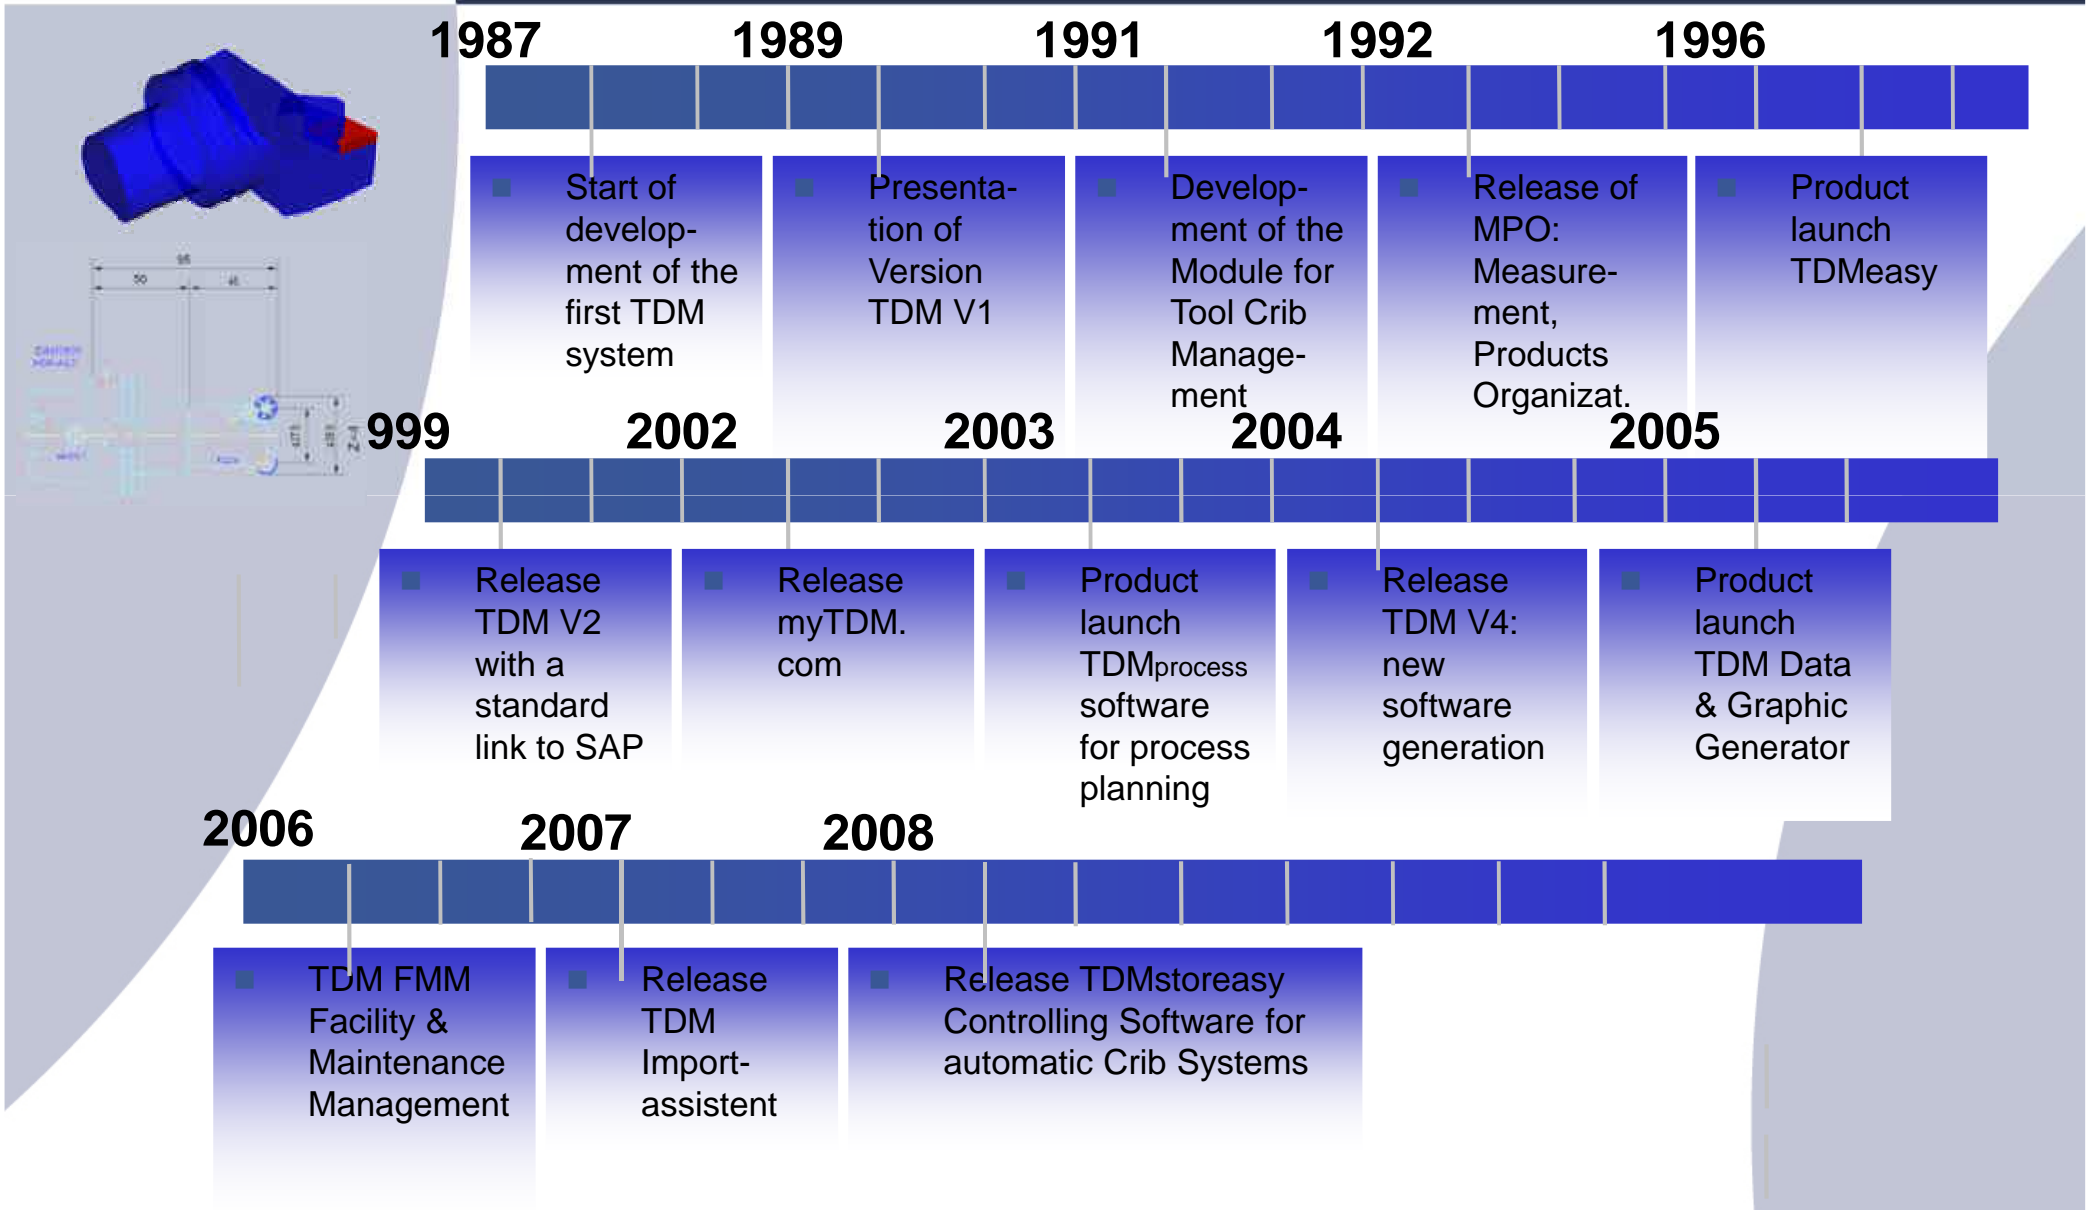 1987 1989 1991 1992 1996
Start of
develop-
ment of the
first TDM
system
Presenta-
tion of
Version
TDM V1
Develop-
ment of the
Module for
Tool Crib
Manage-
ment
Release of
MPO:
Measure-
ment,
Products
Organizat.
Product
launch
TDMeasy
95
50
999 2002 2003 2004 2005
Release
TDM V2
with a
standard
link to SAP
Release
myTDM.
com
Product
launch
TDMprocess
software
for process
planning
Release
TDM V4:
new
software
generation
Product
launch
TDM Data
& Graphic
Generator
2006 2007 2008
TDM FMM
Facility &
Maintenance
Management
Release
TDM
Import-
assistent
Release TDMstoreasy
Controlling Software for
automatic Crib Systems